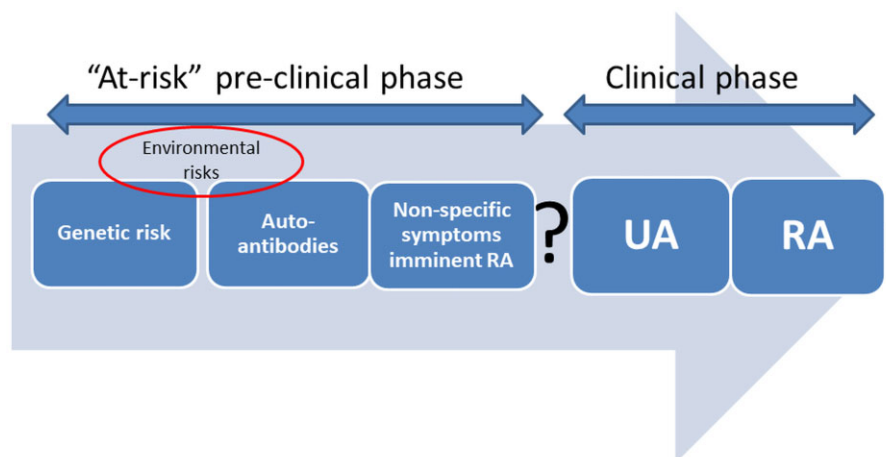 “At-risk” pre-clinical phase
Clinical phase
Environmental
risks
Genetic risk
Auto-
antibodies
Non-specific
symptoms
imminent RA
?
UA
RA